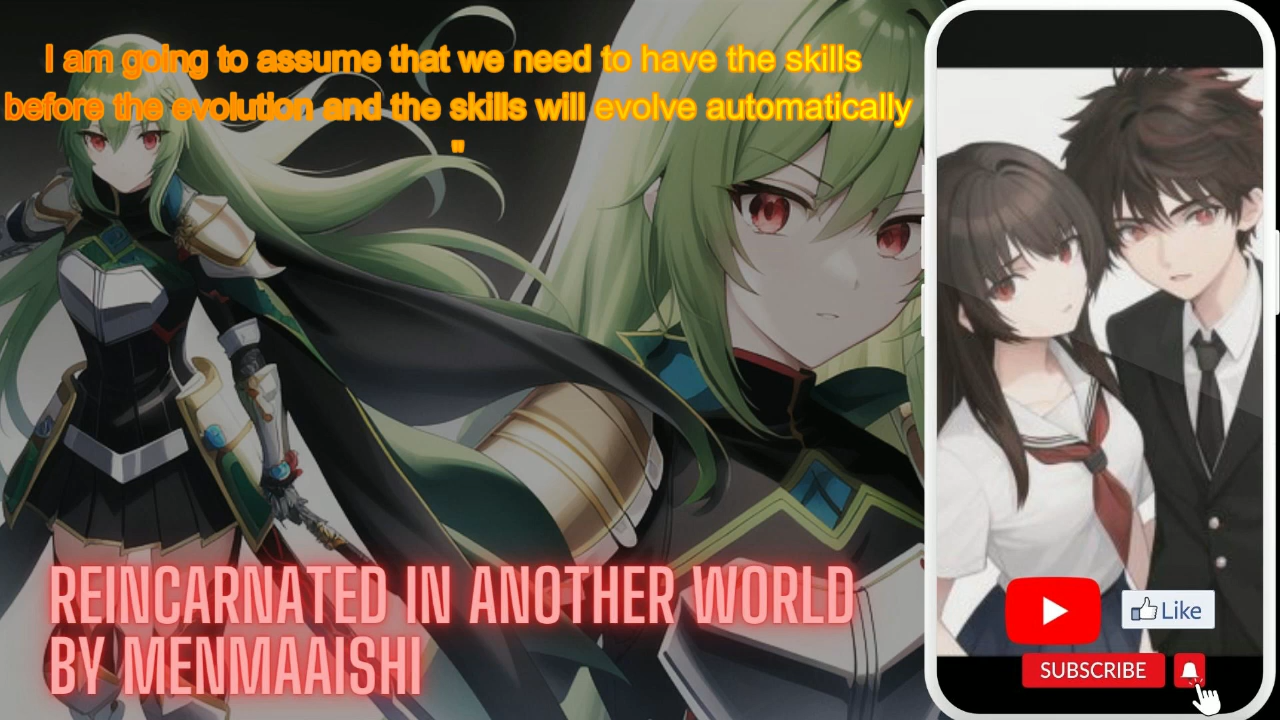 I am going to assume that we need to have the skills
before the evolution and the skills will evolve automatically
"
REINCARNATED IN ANOTHER WORLD
BY MENMAAISHI
Like
SUBSCRIBE